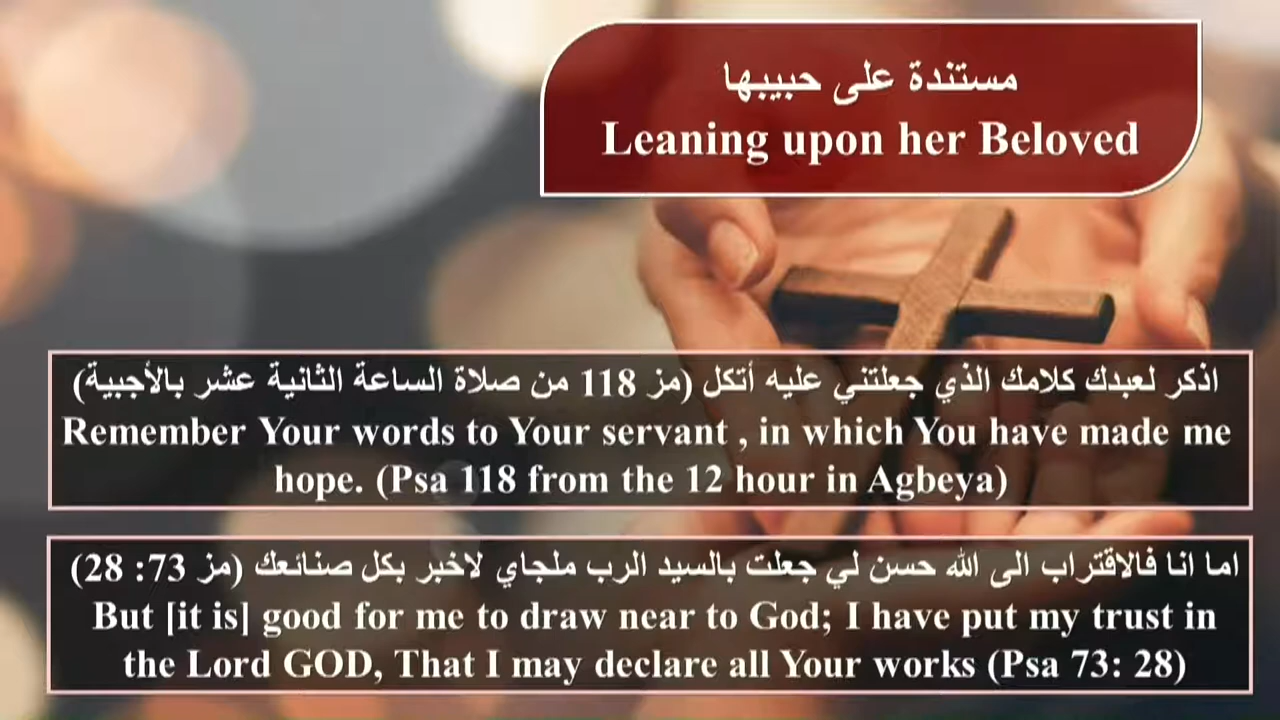 مستندة على حبيبها
Leaning upon her Beloved
اذكر لعبدك كلامك الذي جعلتني عليه أتكل (مز 118 من صلاة الساعة الثانية عشر بالأجبية)
Remember Your words to Your servant , in which You have made me
hope. (Psa 118 from the 12 hour in Agbeya)
اما انا فالاقتراب الى الله حسن لي جعلت بالسيد الرب ملجاي لاخبر بكل صنائعك (مز 73: 28)
But [it is] good for me to draw near to God; I have put my trust in
the Lord GOD, That I may declare all Your works (Psa 73: 28)